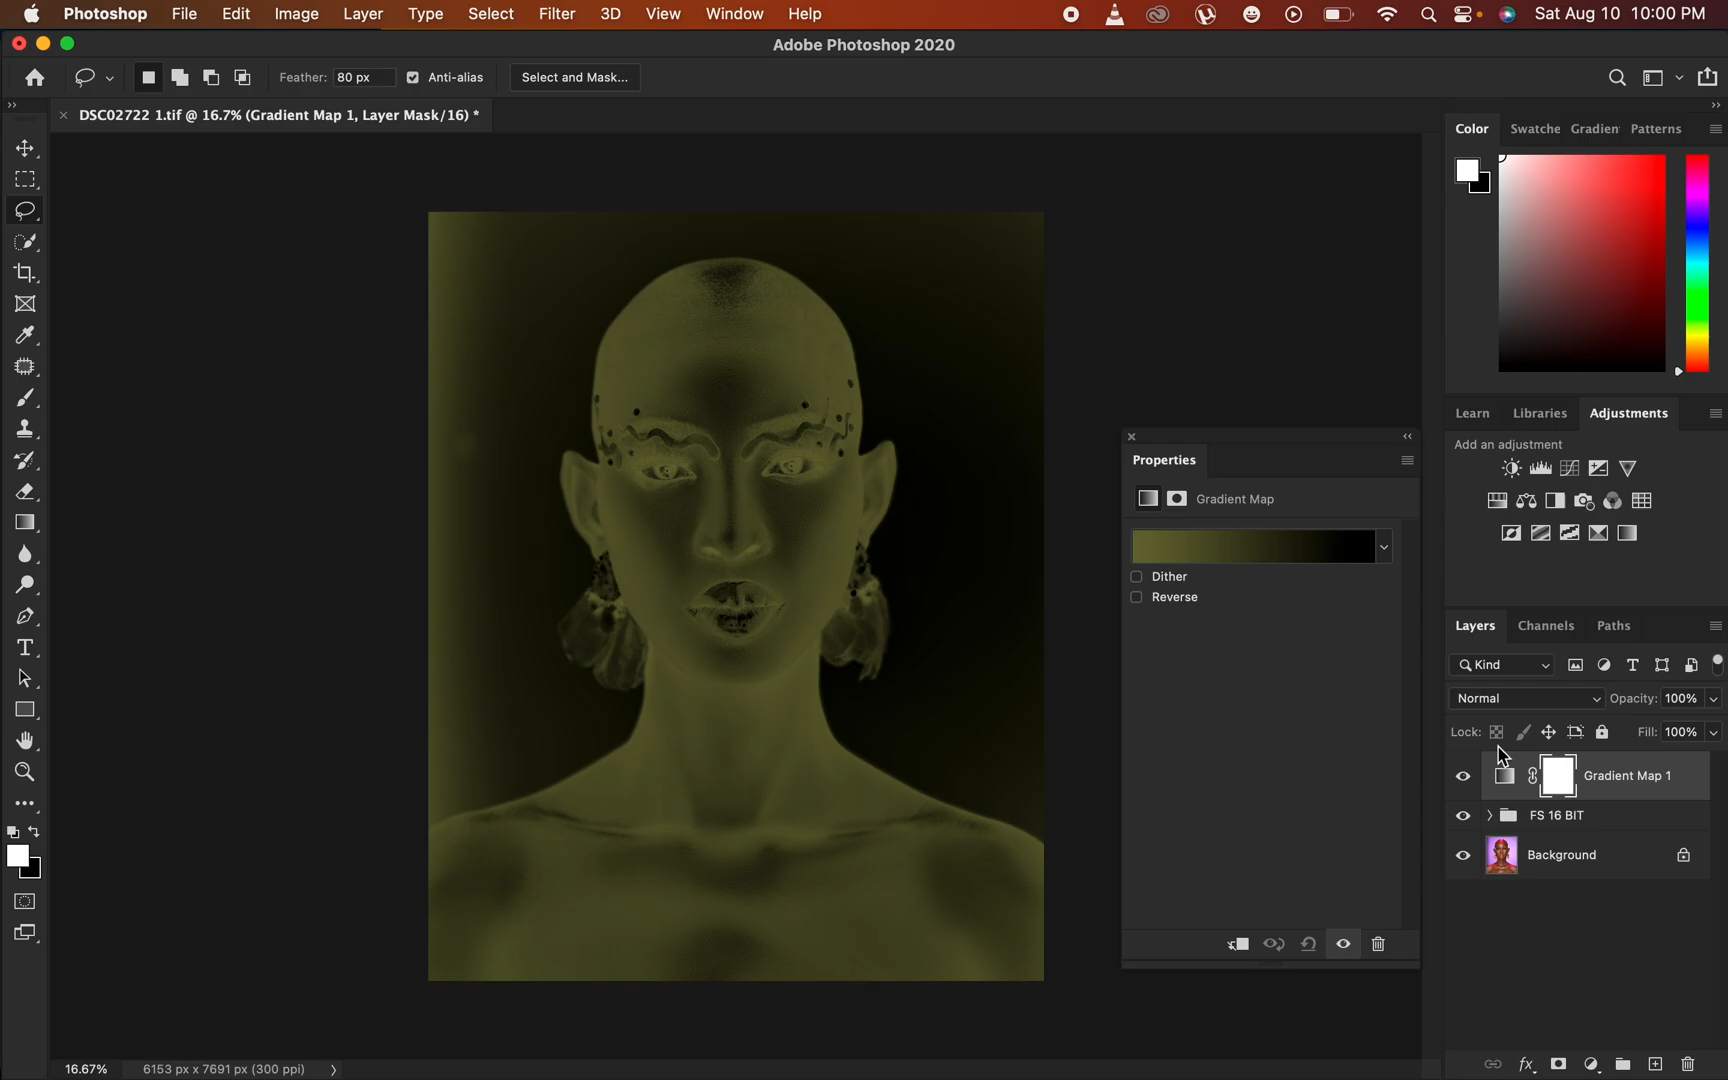 Photoshop File Edit Image Layer Type Select Filter 3D View Window Help Sat Aug 10 10:00 PM
Adobe Photoshop 2020
Feather: 80 px Anti-alias Select and Mask...
DSC02722 1.tif @ 16.7% (Gradient Map 1, Layer Mask/16) *
Color Swatche Gradien Patterns
Learn Libraries Adjustments
Add an adjustment
Properties
Gradient Map
Dither
Reverse
Layers Channels Paths
Kind
Normal Opacity: 100%
Lock: Fill: 100%
Gradient Map 1
FS 16 BIT
Background
16.67% 6153 px x 7691 px (300 ppi)